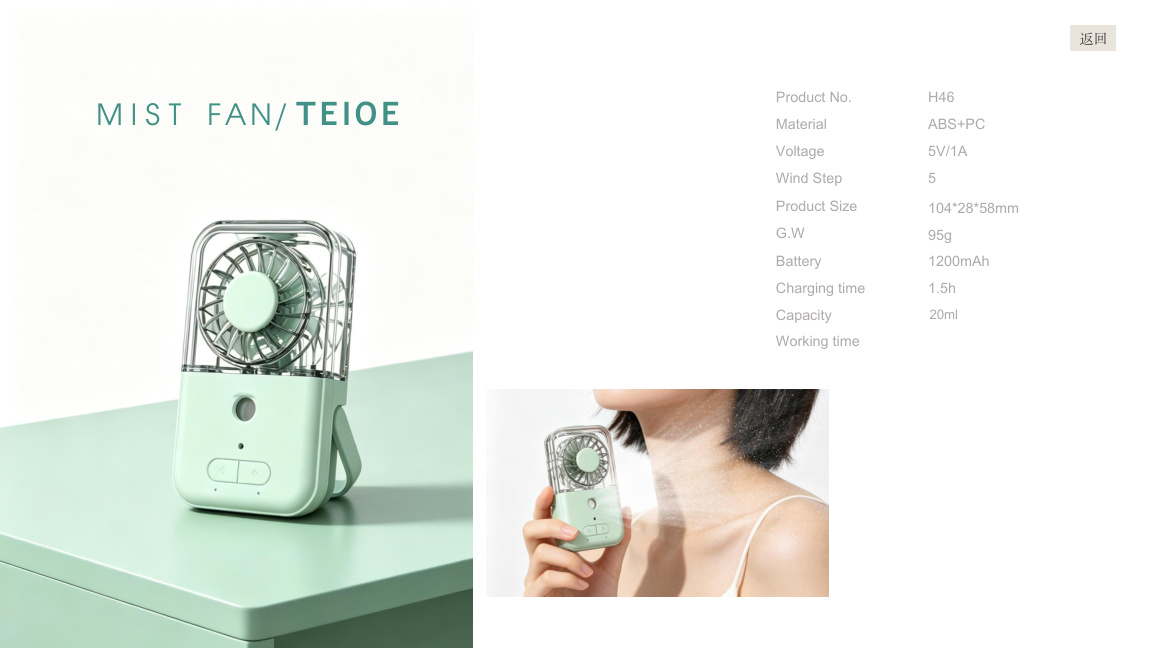 返回
MIST FAN/TEIOE
Product No. H46
Material ABS+PC
Voltage 5V/1A
Wind Step 5
Product Size 104*28*58mm
G.W 95g
Battery 1200mAh
Charging time 1.5h
Capacity 20ml
Working time